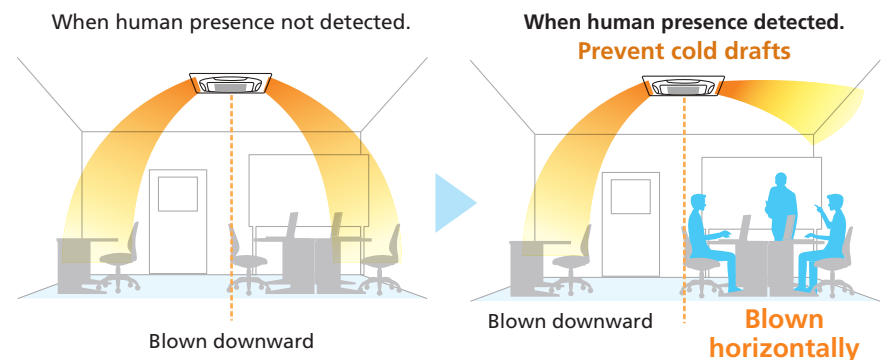 When human presence not detected.
Blown downward
When human presence detected.
Prevent cold drafts
Blown downward
Blown
horizontally